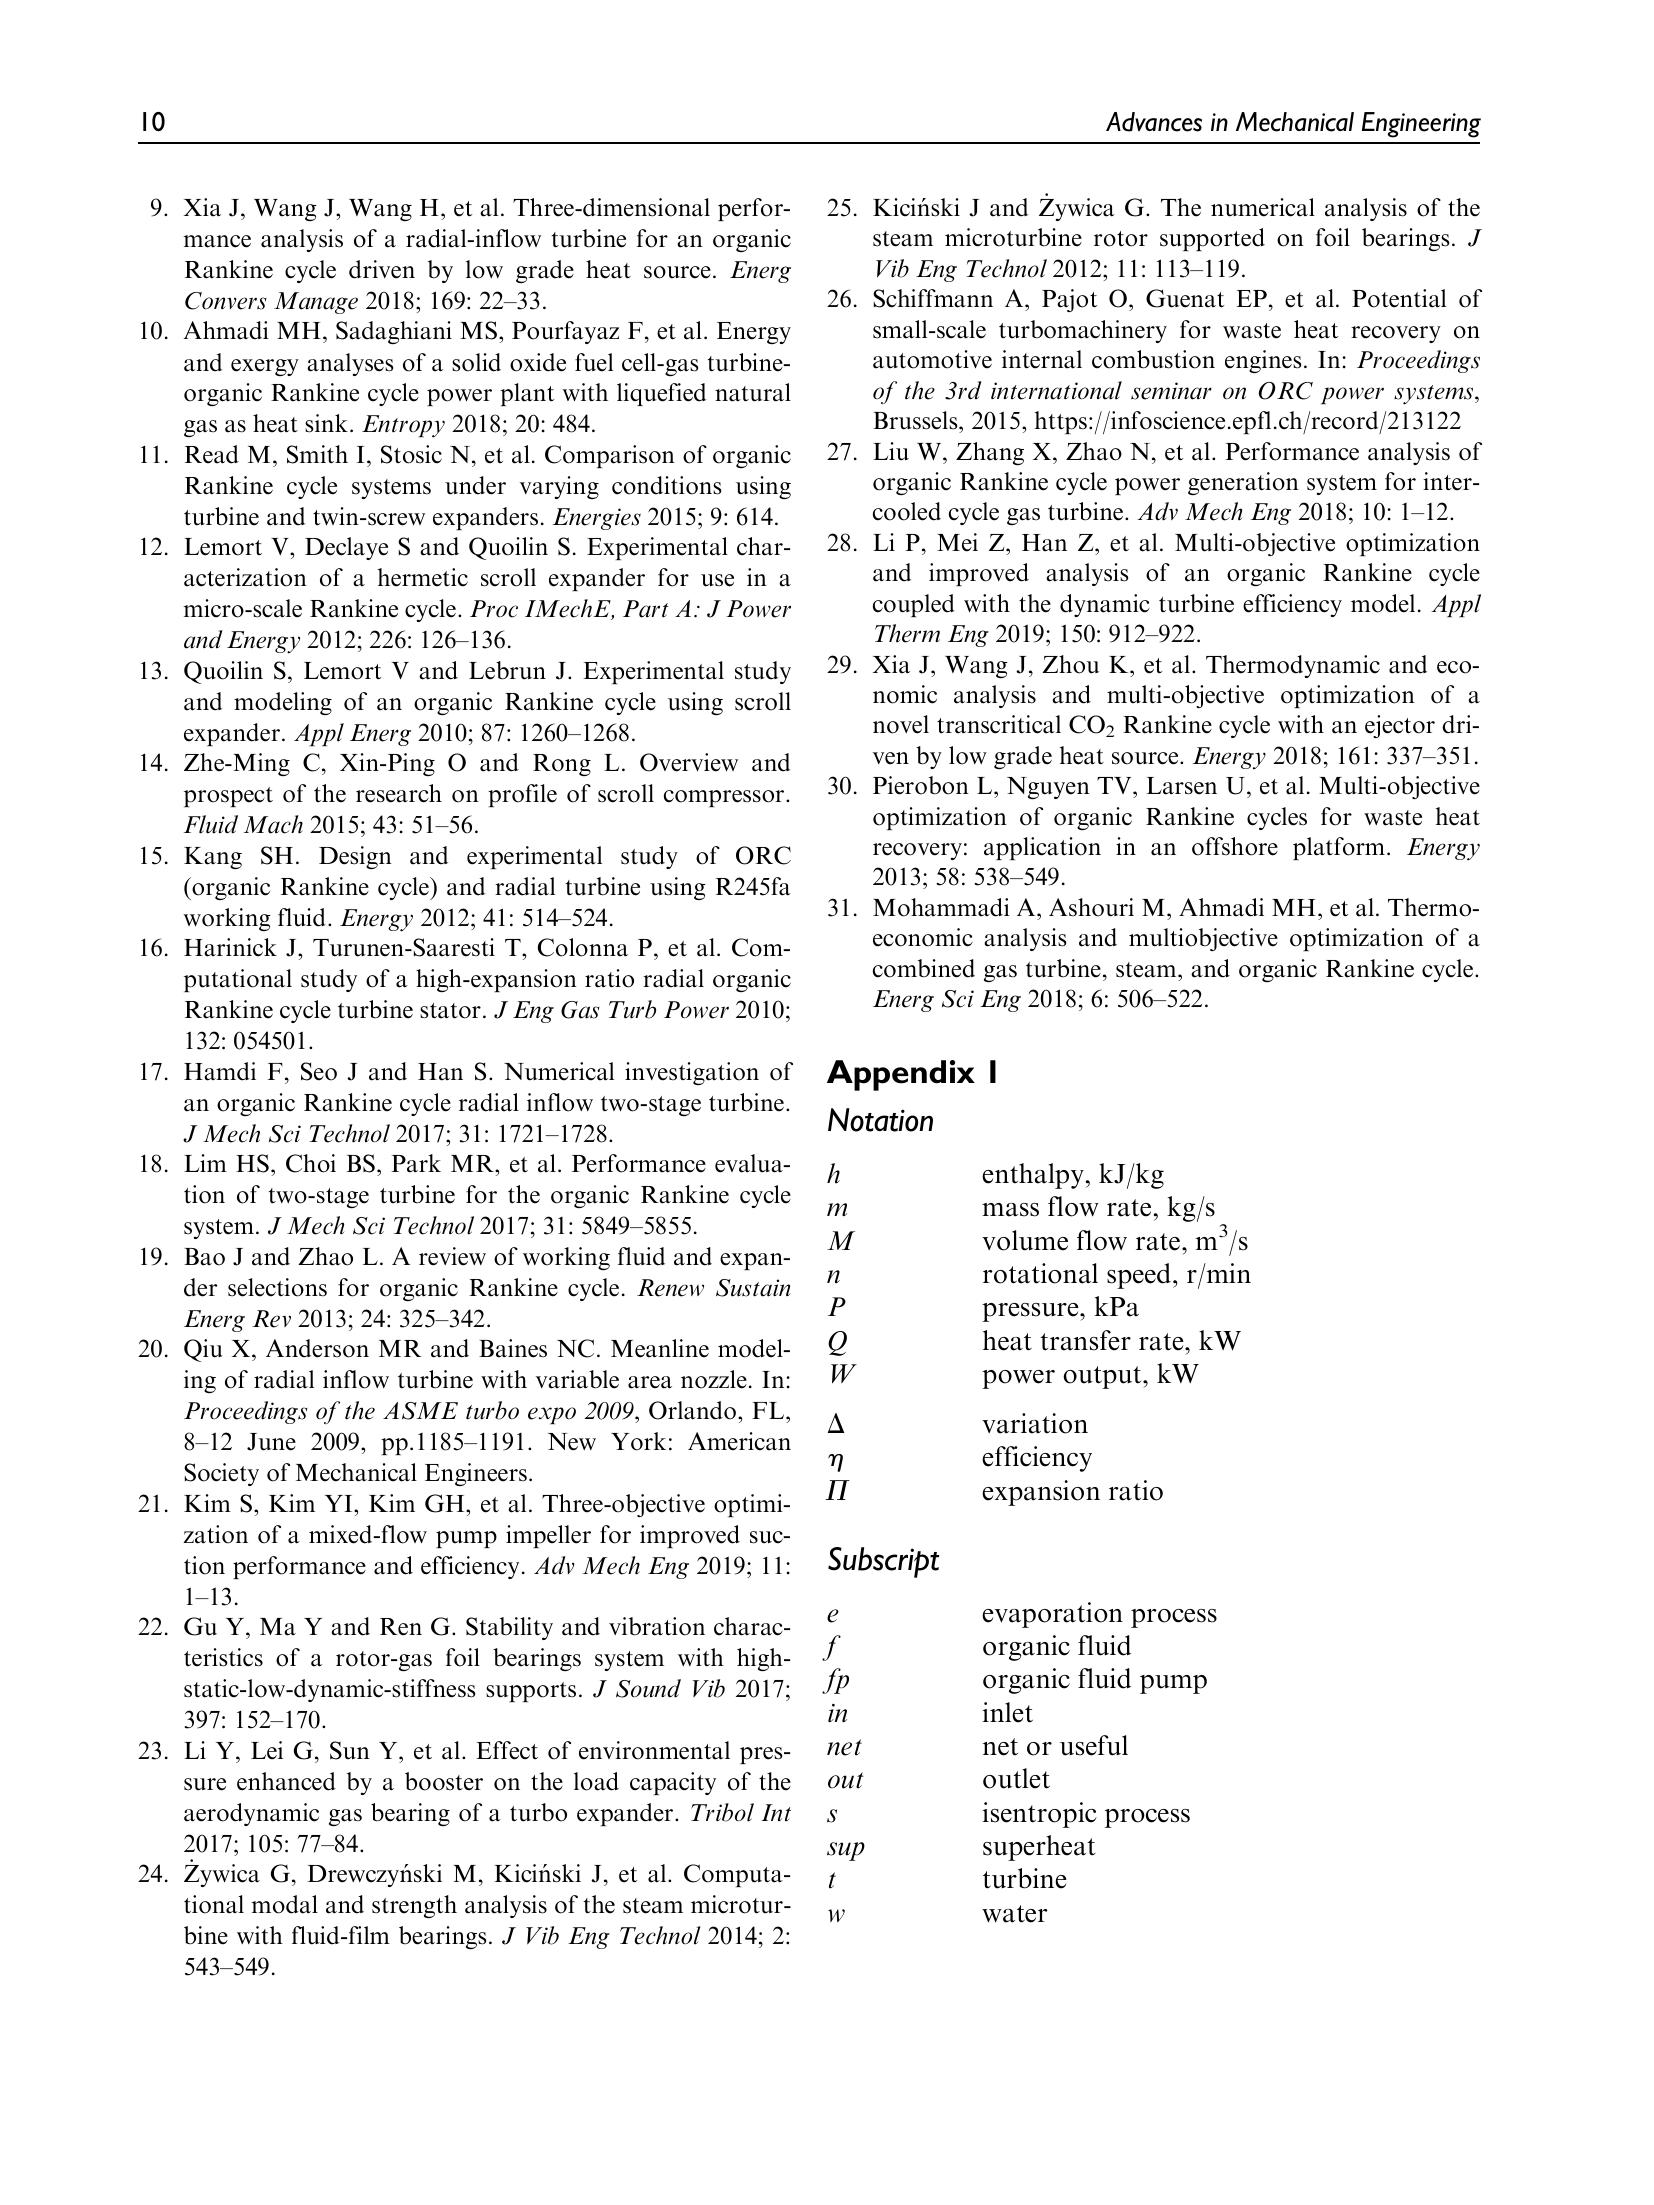 10
Advances in Mechanical Engineering
9. Xia J, Wang J, Wang H, et al. Three-dimensional perfor-
mance analysis of a radial-inflow turbine for an organic
Rankine cycle driven by low grade heat source. Energ
Convers Manage 2018; 169: 22–33.
10. Ahmadi MH, Sadaghiani MS, Pourfayaz F, et al. Energy
and exergy analyses of a solid oxide fuel cell-gas turbine-
organic Rankine cycle power plant with liquefied natural
gas as heat sink. Entropy 2018; 20: 484.
11. Read M, Smith I, Stosic N, et al. Comparison of organic
Rankine cycle systems under varying conditions using
turbine and twin-screw expanders. Energies 2015; 9: 614.
12. Lemort V, Declaye S and Quoilin S. Experimental char-
acterization of a hermetic scroll expander for use in a
micro-scale Rankine cycle. Proc IMechE, Part A: J Power
and Energy 2012; 226: 126–136.
13. Quoilin S, Lemort V and Lebrun J. Experimental study
and modeling of an organic Rankine cycle using scroll
expander. Appl Energ 2010; 87: 1260–1268.
14. Zhe-Ming C, Xin-Ping O and Rong L. Overview and
prospect of the research on profile of scroll compressor.
Fluid Mach 2015; 43: 51–56.
15. Kang SH. Design and experimental study of ORC
(organic Rankine cycle) and radial turbine using R245fa
working fluid. Energy 2012; 41: 514–524.
16. Harinick J, Turunen-Saaresti T, Colonna P, et al. Com-
putational study of a high-expansion ratio radial organic
Rankine cycle turbine stator. J Eng Gas Turb Power 2010;
132: 054501.
17. Hamdi F, Seo J and Han S. Numerical investigation of
an organic Rankine cycle radial inflow two-stage turbine.
J Mech Sci Technol 2017; 31: 1721–1728.
18. Lim HS, Choi BS, Park MR, et al. Performance evalua-
tion of two-stage turbine for the organic Rankine cycle
system. J Mech Sci Technol 2017; 31: 5849–5855.
19. Bao J and Zhao L. A review of working fluid and expan-
der selections for organic Rankine cycle. Renew Sustain
Energ Rev 2013; 24: 325–342.
20. Qiu X, Anderson MR and Baines NC. Meanline model-
ing of radial inflow turbine with variable area nozzle. In:
Proceedings of the ASME turbo expo 2009, Orlando, FL,
8–12 June 2009, pp.1185–1191. New York: American
Society of Mechanical Engineers.
21. Kim S, Kim YI, Kim GH, et al. Three-objective optimi-
zation of a mixed-flow pump impeller for improved suc-
tion performance and efficiency. Adv Mech Eng 2019; 11:
1–13.
22. Gu Y, Ma Y and Ren G. Stability and vibration charac-
teristics of a rotor-gas foil bearings system with high-
static-low-dynamic-stiffness supports. J Sound Vib 2017;
397: 152–170.
23. Li Y, Lei G, Sun Y, et al. Effect of environmental pres-
sure enhanced by a booster on the load capacity of the
aerodynamic gas bearing of a turbo expander. Tribol Int
2017; 105: 77–84.
24. Żywica G, Drewczyński M, Kiciński J, et al. Computa-
tional modal and strength analysis of the steam microtur-
bine with fluid-film bearings. J Vib Eng Technol 2014; 2:
543–549.
25. Kiciński J and Żywica G. The numerical analysis of the
steam microturbine rotor supported on foil bearings. J
Vib Eng Technol 2012; 11: 113–119.
26. Schiffmann A, Pajot O, Guenat EP, et al. Potential of
small-scale turbomachinery for waste heat recovery on
automotive internal combustion engines. In: Proceedings
of the 3rd international seminar on ORC power systems,
Brussels, 2015, https://infoscience.epfl.ch/record/213122
27. Liu W, Zhang X, Zhao N, et al. Performance analysis of
organic Rankine cycle power generation system for inter-
cooled cycle gas turbine. Adv Mech Eng 2018; 10: 1–12.
28. Li P, Mei Z, Han Z, et al. Multi-objective optimization
and improved analysis of an organic Rankine cycle
coupled with the dynamic turbine efficiency model. Appl
Therm Eng 2019; 150: 912–922.
29. Xia J, Wang J, Zhou K, et al. Thermodynamic and eco-
nomic analysis and multi-objective optimization of a
novel transcritical CO₂ Rankine cycle with an ejector dri-
ven by low grade heat source. Energy 2018; 161: 337–351.
30. Pierobon L, Nguyen TV, Larsen U, et al. Multi-objective
optimization of organic Rankine cycles for waste heat
recovery: application in an offshore platform. Energy
2013; 58: 538–549.
31. Mohammadi A, Ashouri M, Ahmadi MH, et al. Thermo-
economic analysis and multiobjective optimization of a
combined gas turbine, steam, and organic Rankine cycle.
Energ Sci Eng 2018; 6: 506–522.
Appendix 1
Notation
h enthalpy, kJ/kg
m mass flow rate, kg/s
M volume flow rate, m³/s
n rotational speed, r/min
P pressure, kPa
Q heat transfer rate, kW
W power output, kW
Δ variation
η efficiency
Π expansion ratio
Subscript
e evaporation process
f organic fluid
fp organic fluid pump
in inlet
net net or useful
out outlet
s isentropic process
sup superheat
t turbine
w water